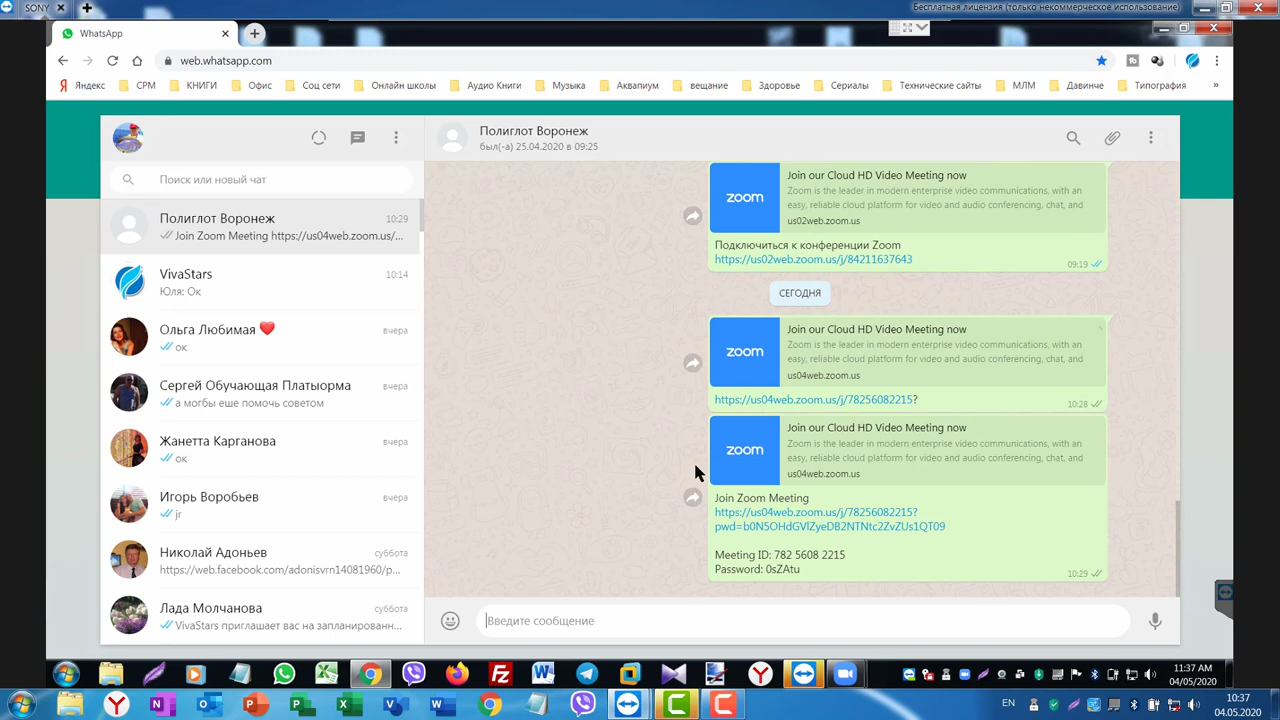 SONY
Бесплатная лицензия (только некоммерческое использование)
WhatsApp
web.whatsapp.com
Яндекс
СРМ
КНИГИ
Офис
Соц сети
Онлайн школы
Аудио Книги
Музыка
Аквапиум
вещание
Здоровье
Сериалы
Технические сайты
МЛМ
Давинче
Типография
»
Полиглот Воронеж
был(-а) 25.04.2020 в 09:25
Поиск или новый чат
Полиглот Воронеж
10:29
Join Zoom Meeting https://us04web.zoom.us/...
VivaStars
10:14
Юля: Ок
Ольга Любимая ❤️
вчера
ок
Сергей Обучающая Платыорма
вчера
а могбы еше помочь советом
Жанетта Карганова
вчера
ок
Игорь Воробьев
вчера
jr
Николай Адоньев
суббота
https://web.facebook.com/adonisvrn14081960/p...
Лада Молчанова
суббота
VivaStars приглашает вас на запланированн...
zoom
Join our Cloud HD Video Meeting now
Zoom is the leader in modern enterprise video communications, with an
easy, reliable cloud platform for video and audio conferencing, chat, and
us02web.zoom.us
Подключиться к конференции Zoom
https://us02web.zoom.us/j/84211637643
09:19
СЕГОДНЯ
zoom
Join our Cloud HD Video Meeting now
Zoom is the leader in modern enterprise video communications, with an
easy, reliable cloud platform for video and audio conferencing, chat, and
us04web.zoom.us
https://us04web.zoom.us/j/78256082215?
10:28
zoom
Join our Cloud HD Video Meeting now
Zoom is the leader in modern enterprise video communications, with an
easy, reliable cloud platform for video and audio conferencing, chat, and
us04web.zoom.us
Join Zoom Meeting
https://us04web.zoom.us/j/78256082215?
pwd=b0N5OHdGVlZyeDB2NTNtc2ZvZUs1QT09
Meeting ID: 782 5608 2215
Password: 0sZAtu
10:29
Введите сообщение
11:37 AM
04/05/2020
EN
10:37
04.05.2020